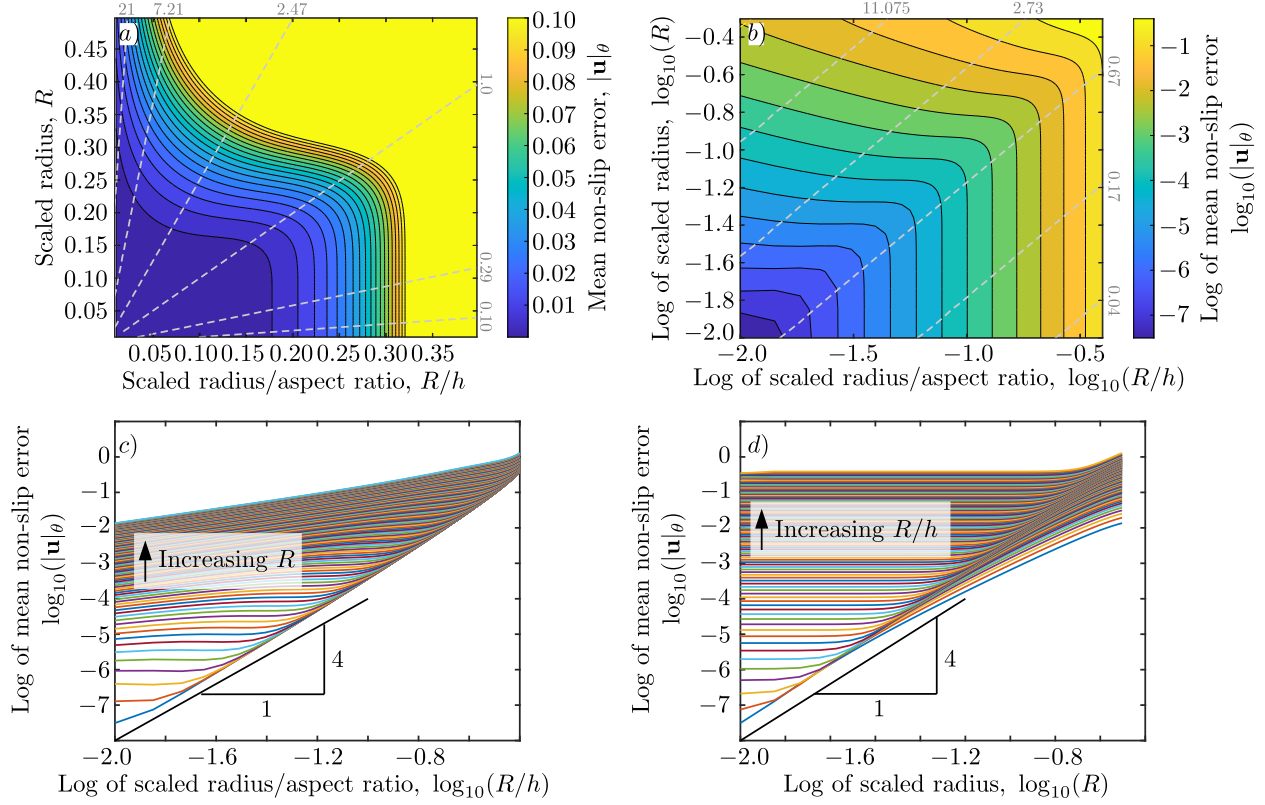 21 7.21 2.47
a)
0.45
0.40
0.35
0.30
0.25
0.20
0.15
0.10
0.05
Scaled radius, R
0.05 0.10 0.15 0.20 0.25 0.30 0.35
Scaled radius/aspect ratio, R/h
1.0
0.29
0.10
0.10
0.09
0.08
0.07
0.06
0.05
0.04
0.03
0.02
0.01
Mean non-slip error, |u|θ
11.075 2.73
b)
−0.4
−0.6
−0.8
−1.0
−1.2
−1.4
−1.6
−1.8
−2.0
Log of scaled radius, log10(R)
−2.0 −1.5 −1.0 −0.5
Log of scaled radius/aspect ratio, log10(R/h)
0.67
0.17
0.04
−1
−2
−3
−4
−5
−6
−7
Log of mean non-slip error
log10(|u|θ)
c)
0
−1
−2
−3
−4
−5
−6
−7
Log of mean non-slip error
log10(|u|θ)
Increasing R
4
1
−2.0 −1.6 −1.2 −0.8
Log of scaled radius/aspect ratio, log10(R/h)
d)
0
−1
−2
−3
−4
−5
−6
−7
Log of mean non-slip error
log10(|u|θ)
Increasing R/h
4
1
−2.0 −1.6 −1.2 −0.8
Log of scaled radius, log10(R)